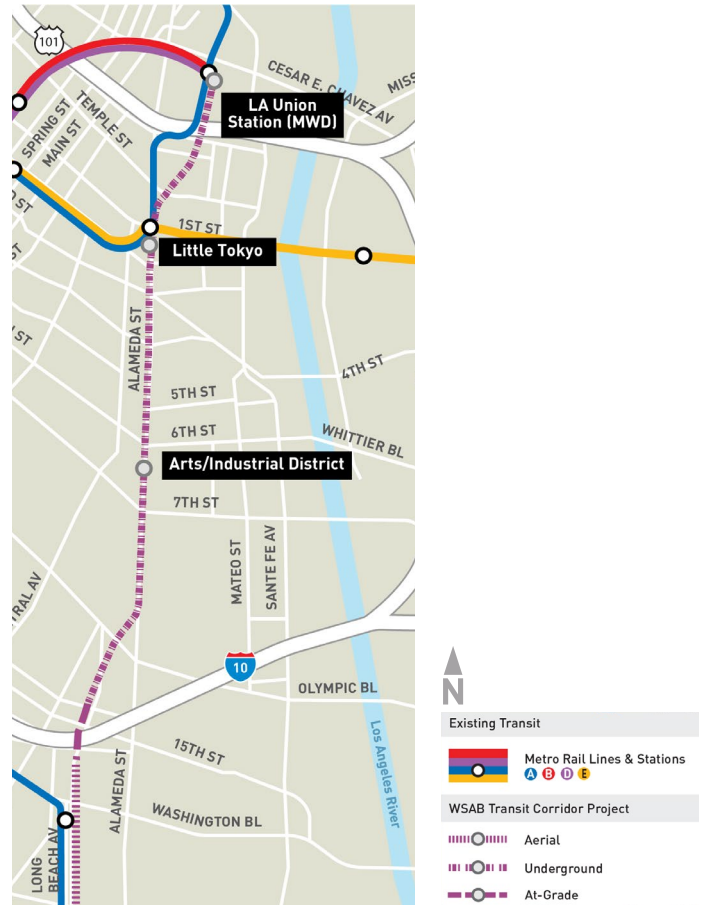 101
CESAR E. CHAVEZ AV
MISS
LA Union
Station (MWD)
SPRING ST
MAIN ST
TEMPLE ST
D ST
1ST ST
Little Tokyo
ST
ST
ALAMEDA ST
4TH ST
5TH ST
6TH ST
WHITTIER BL
Arts/Industrial District
7TH ST
MATEO ST
SANTE FE AV
TRAL AV
10
OLYMPIC BL
Los Angeles River
15TH ST
ALAMEDA ST
WASHINGTON BL
LONG
BEACH AV
N
Existing Transit
Metro Rail Lines & Stations
A B D E
WSAB Transit Corridor Project
Aerial
Underground
At-Grade